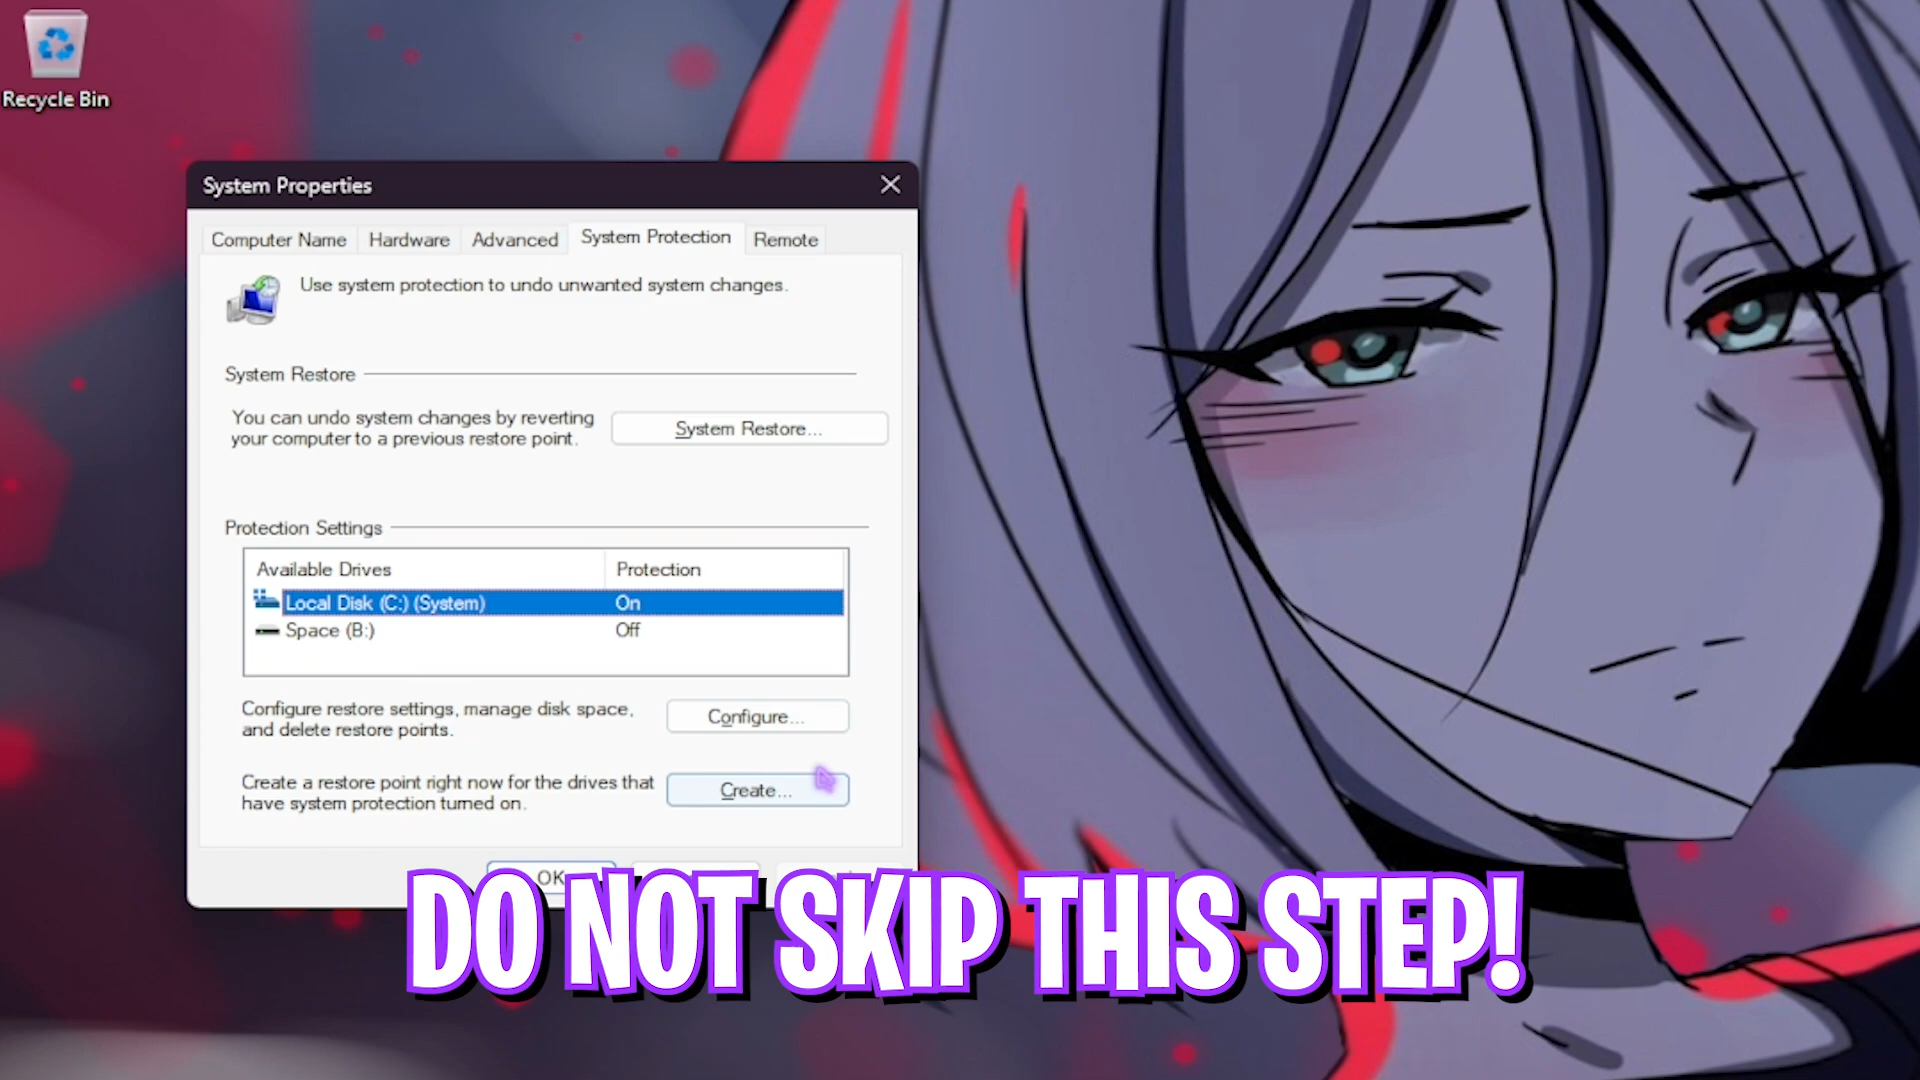 Recycle Bin
System Properties
Computer Name
Hardware
Advanced
System Protection
Remote
Use system protection to undo unwanted system changes.
System Restore
You can undo system changes by reverting
your computer to a previous restore point.
System Restore...
Protection Settings
Available Drives
Protection
Local Disk (C:) (System)
On
Space (B:)
Off
Configure restore settings, manage disk space,
and delete restore points.
Configure...
Create a restore point right now for the drives that
have system protection turned on.
Create...
OK
DO NOT SKIP THIS STEP!